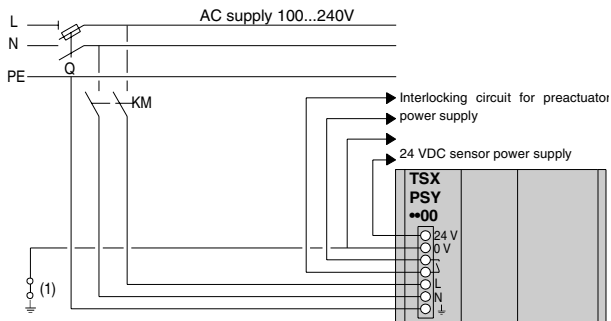 AC supply 100...240V
L
N
Q
PE
KM
Interlocking circuit for preactuator
power supply
24 VDC sensor power supply
TSX
PSY
••00
24 V
0 V
L
N
(1)